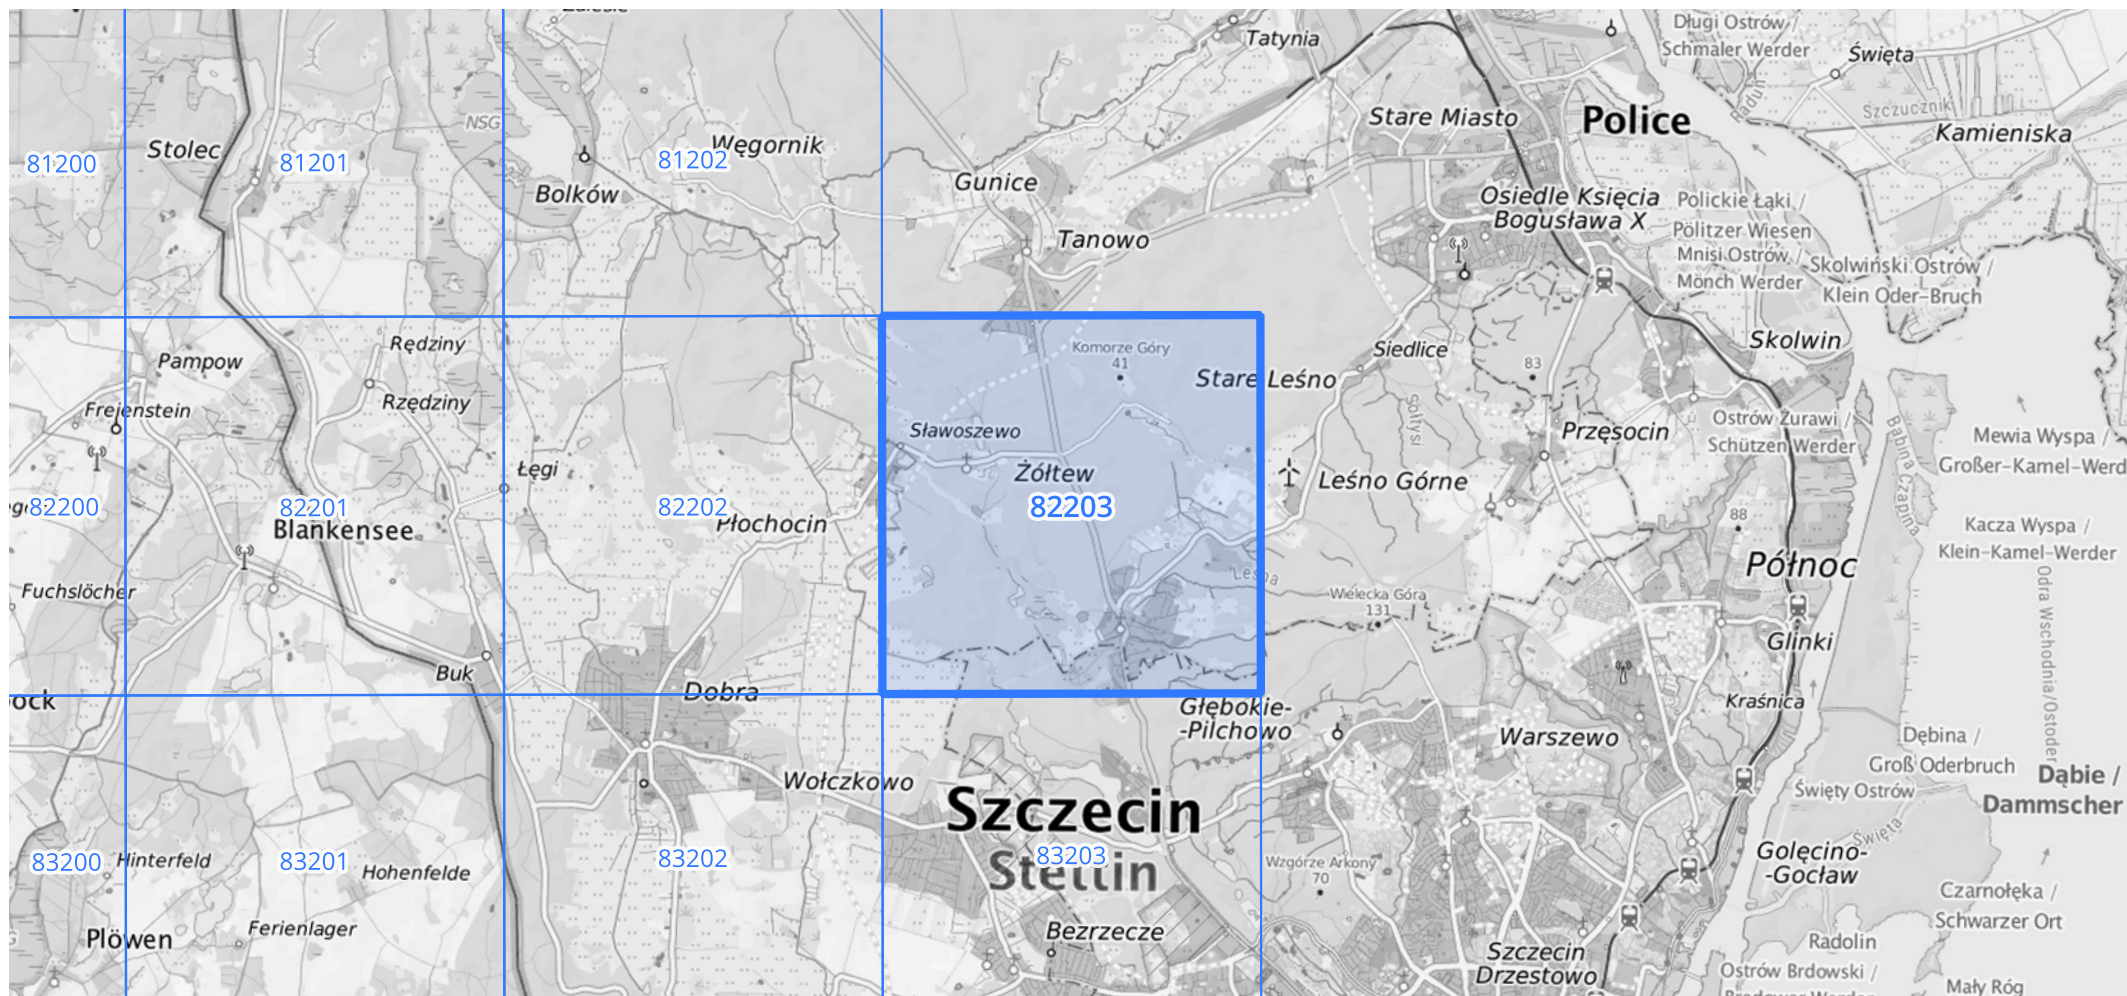 Zalesie
Tatynia
Długi Ostrów /
Schmaler Werder
Święta
Raduń
Szczucznik
Stolec
81200
81201
NSG
81202
Węgornik
Bolków
Gunice
Stare Miasto
Police
Kamieniska
Tanowo
Osiedle Księcia
Bogusława X
Polickie Łąki /
Pölitzer Wiesen
Mnisi Ostrów /
Mönch Werder
Skolwiński Ostrów /
Klein Oder-Bruch
Pampow
Rędziny
Komorze Góry
41
Siedlice
83
Skolwin
Frejenstein
Rzędziny
Stare Leśno
Sołtysi
Ostrów Żurawi /
Schützen Werder
Babina
Czapina
Mewia Wyspa /
Großer-Kamel-Werd
Sławoszewo
Przęsocin
Łęgi
Żółtew
Leśno Górne
82200
82201
Blankensee
82202
Płochocin
82203
88
Kacza Wyspa /
Klein-Kamel-Werder
Fuchslöcher
Leśna
Wielecka Góra
131
Północ
Odra Wschodnia/Ostoder
Glinki
Buk
ock
Dobra
Głębokie-
-Pilchowo
Kraśnica
Warszewo
Dębina /
Groß Oderbruch
Dąbie /
Dammscher
Wołczkowo
Szczecin
Stettin
Święty Ostrów
Święta
83200
Hinterfeld
83201
Hohenfelde
83202
83203
Wzgórze Arkony
70
Golęcino-
-Gocław
Czarnołęka /
Schwarzer Ort
Plöwen
Ferienlager
Bezrzecze
Szczecin
Drzestowo
Radolin
Ostrów Brdowski /
Bredower Werder
Mały Róg